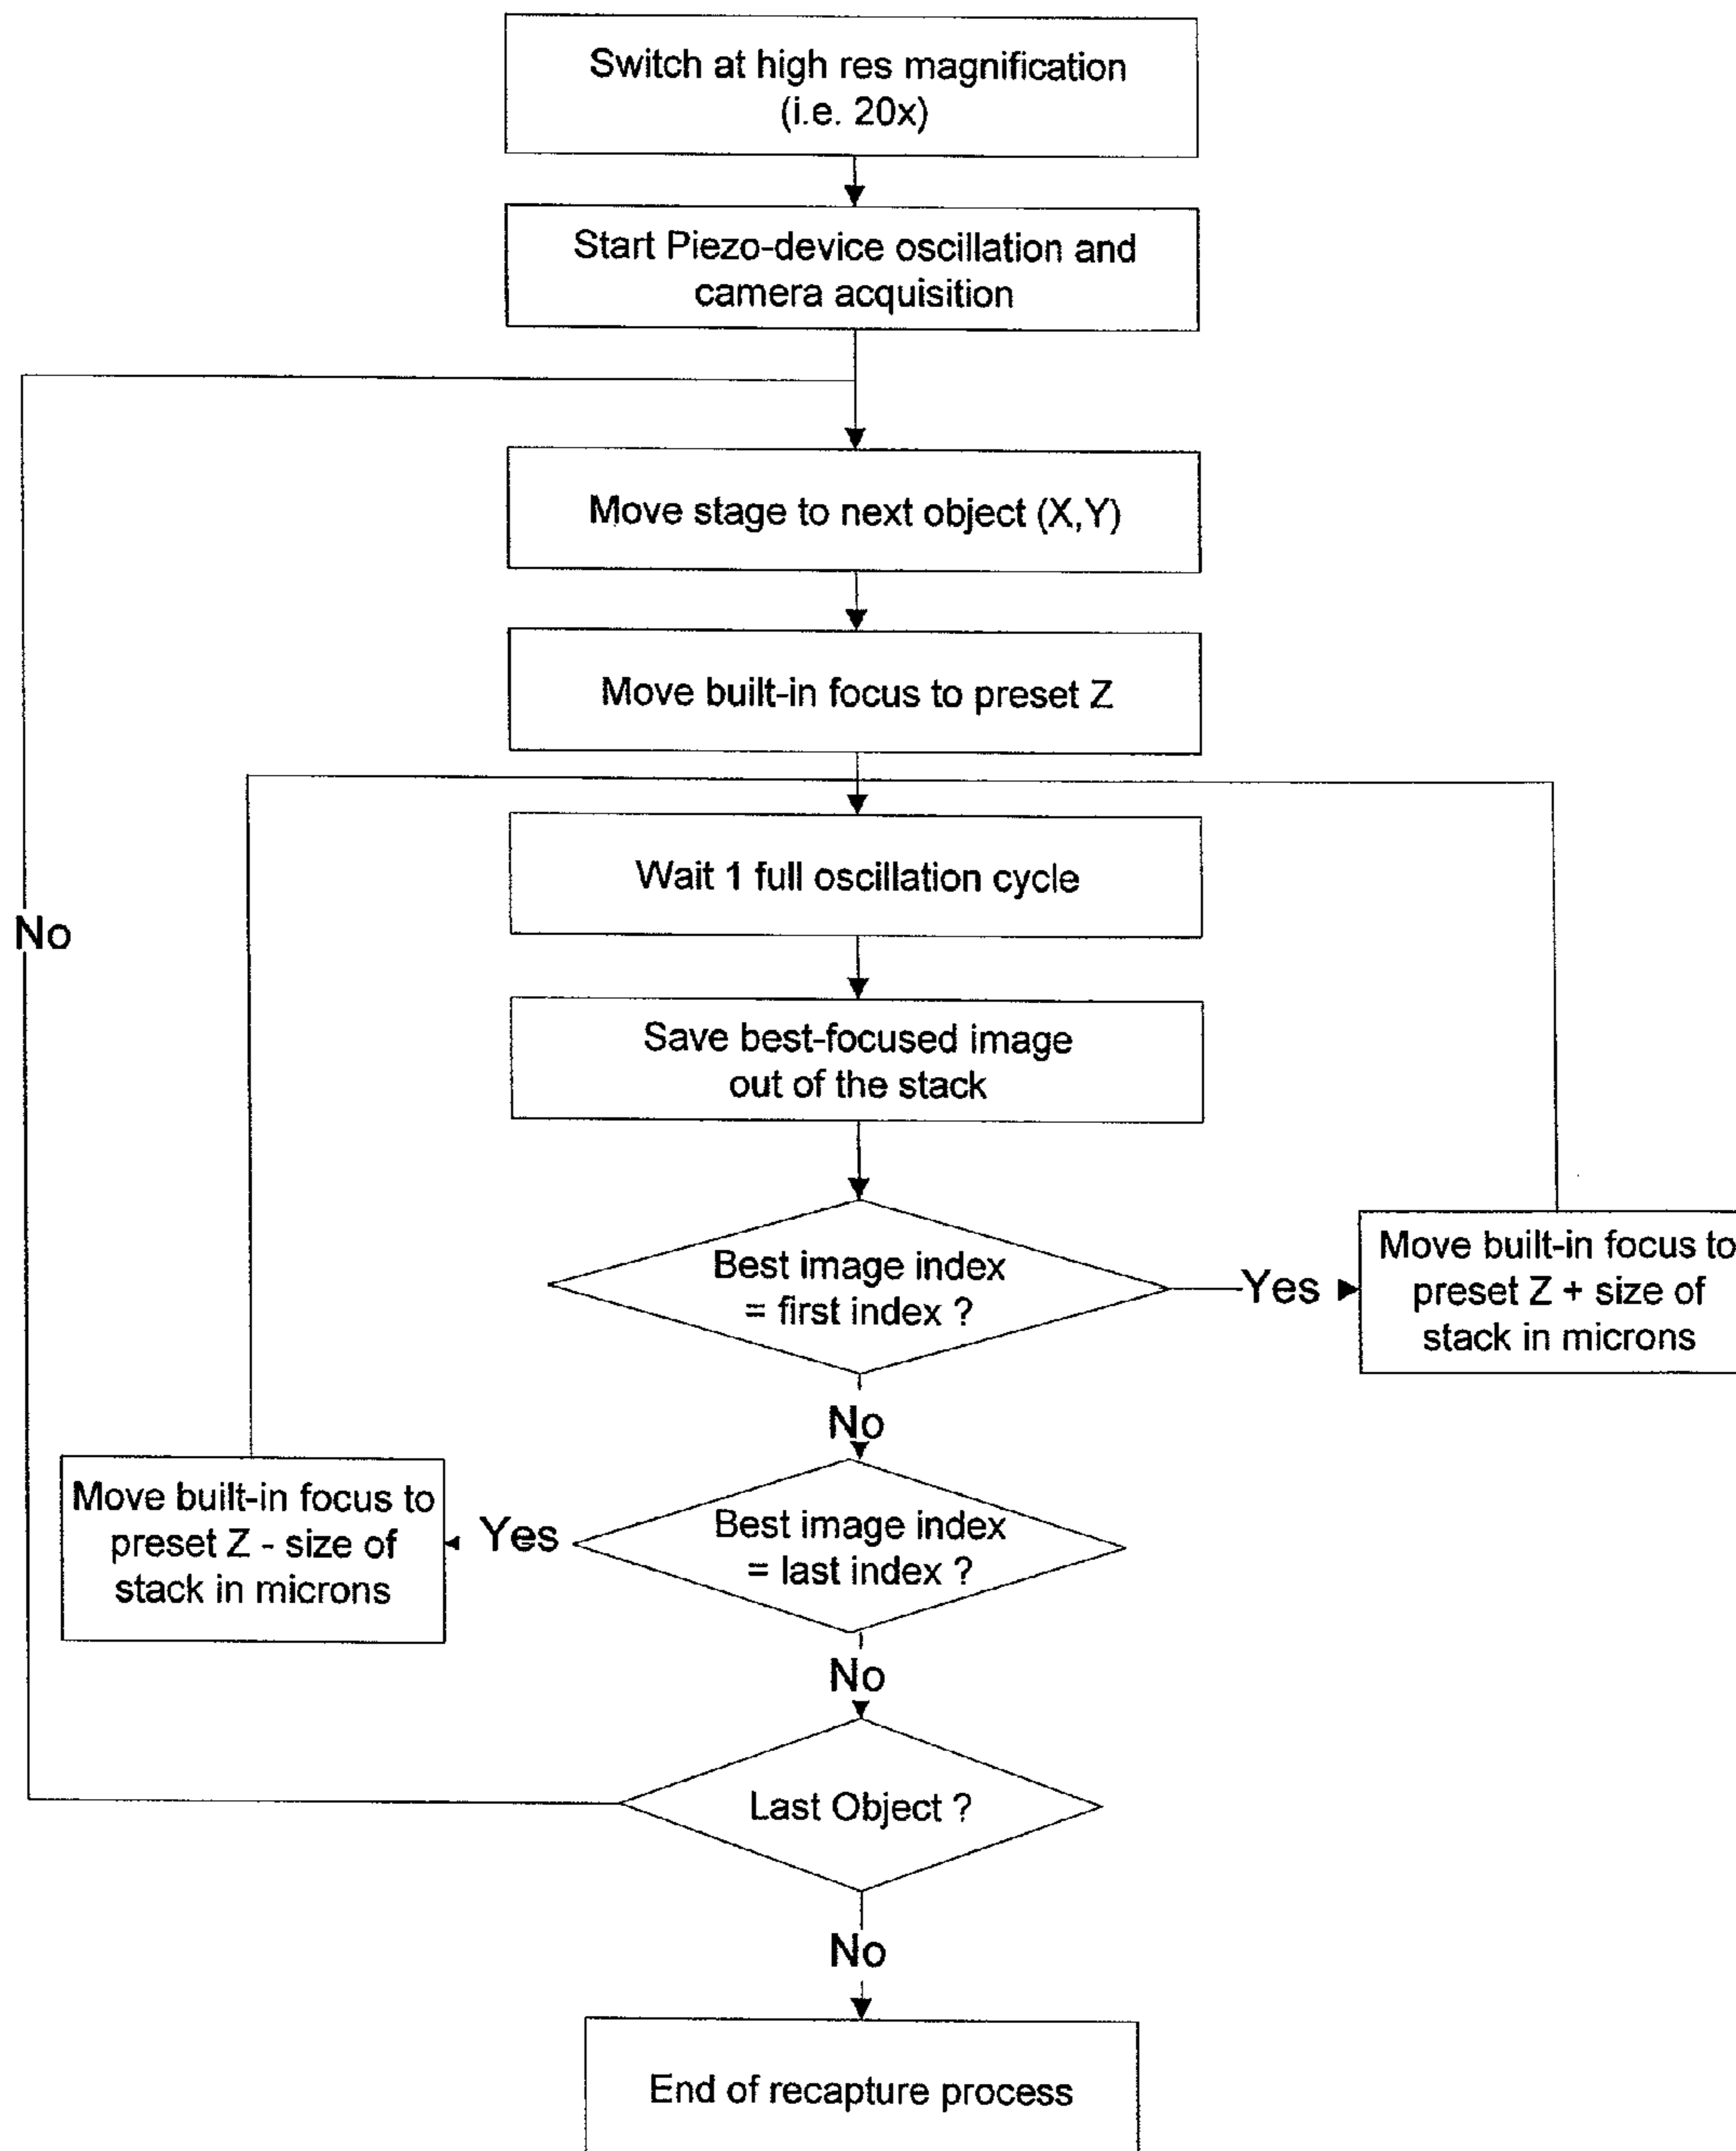 Switch at high res magnification
(i.e. 20x)
Start Piezo-device oscillation and
camera acquisition
Move stage to next object (X,Y)
Move built-in focus to preset Z
Wait 1 full oscillation cycle
No
Save best-focused image
out of the stack
Best image index
= first index ?
Yes
Move built-in focus to
preset Z + size of
stack in microns
No
Best image index
= last index ?
Yes
Move built-in focus to
preset Z - size of
stack in microns
No
Last Object ?
No
End of recapture process